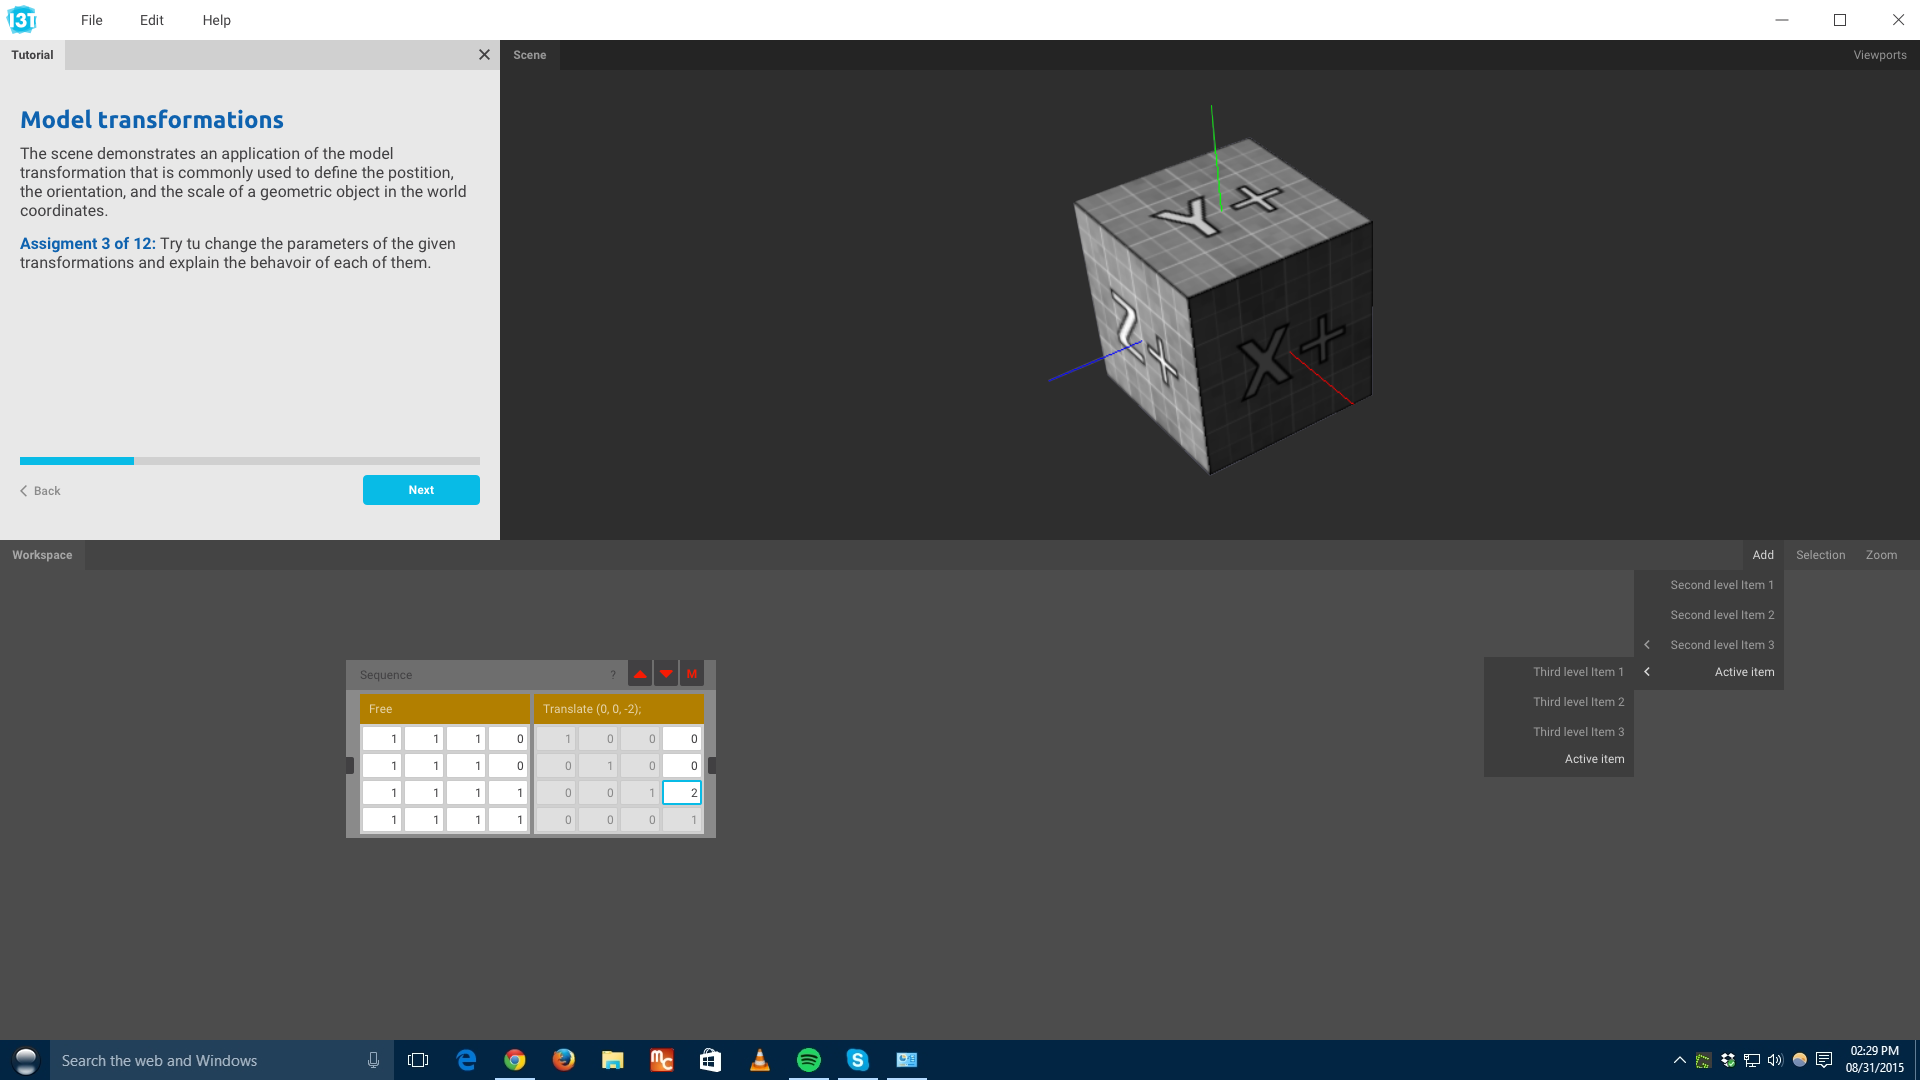 I3T
File Edit Help
Tutorial
Scene
Viewports
Model transformations
The scene demonstrates an application of the model
transformation that is commonly used to define the postition,
the orientation, and the scale of a geometric object in the world
coordinates.
Assigment 3 of 12: Try tu change the parameters of the given
transformations and explain the behavoir of each of them.
Back
Next
Y+
Z+
X+
Workspace
Add Selection Zoom
Second level Item 1
Second level Item 2
Second level Item 3
Active item
Third level Item 1
Third level Item 2
Third level Item 3
Active item
Sequence ? M
Free Translate (0, 0, -2);
1 1 1 0 1 0 0 0
1 1 1 0 0 1 0 0
1 1 1 1 0 0 1 2
1 1 1 1 0 0 0 1
Search the web and Windows
mc
02:29 PM
08/31/2015